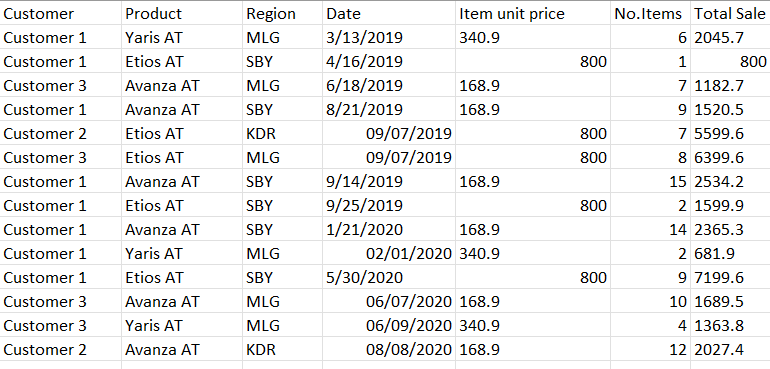 Customer Product Region Date Item unit price No.Items Total Sale
Customer 1 Yaris AT MLG 3/13/2019 340.9 6 2045.7
Customer 1 Etios AT SBY 4/16/2019 800 1 800
Customer 3 Avanza AT MLG 6/18/2019 168.9 7 1182.7
Customer 1 Avanza AT SBY 8/21/2019 168.9 9 1520.5
Customer 2 Etios AT KDR 09/07/2019 800 7 5599.6
Customer 3 Etios AT MLG 09/07/2019 800 8 6399.6
Customer 1 Avanza AT SBY 9/14/2019 168.9 15 2534.2
Customer 1 Etios AT SBY 9/25/2019 800 2 1599.9
Customer 1 Avanza AT SBY 1/21/2020 168.9 14 2365.3
Customer 1 Yaris AT MLG 02/01/2020 340.9 2 681.9
Customer 1 Etios AT SBY 5/30/2020 800 9 7199.6
Customer 3 Avanza AT MLG 06/07/2020 168.9 10 1689.5
Customer 3 Yaris AT MLG 06/09/2020 340.9 4 1363.8
Customer 2 Avanza AT KDR 08/08/2020 168.9 12 2027.4